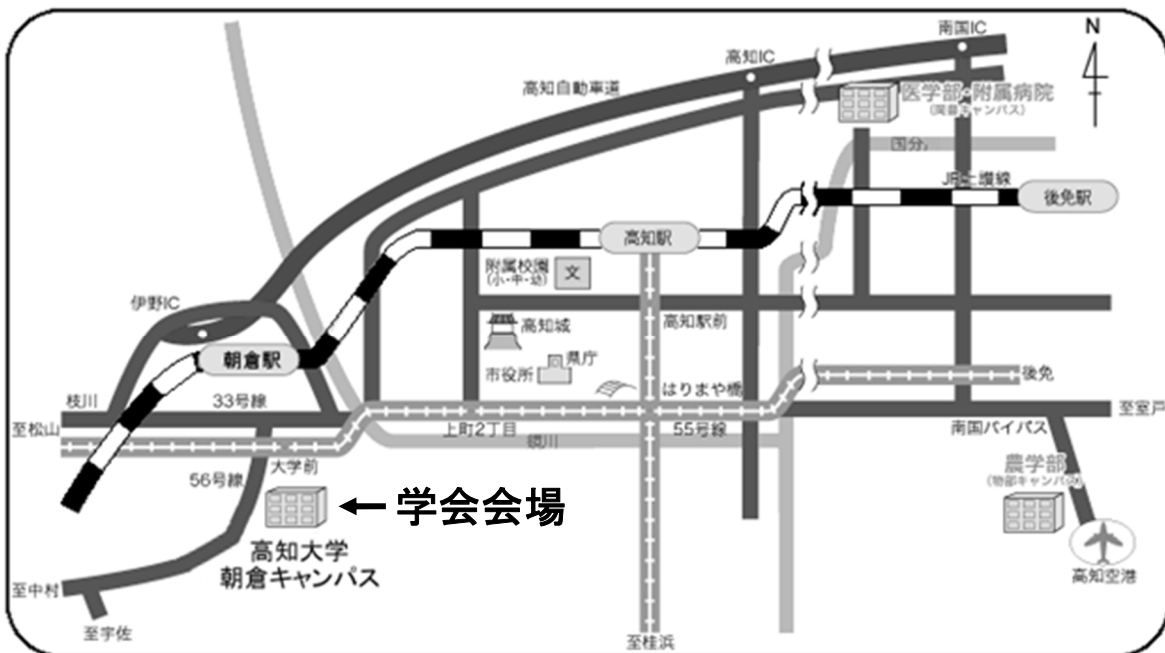 南国IC
N
高知IC
高知自動車道
医学部・附属病院
(岡豊キャンパス)
国分川
JR土讃線
後免駅
高知駅
附属校園
(小・中・幼)
文
伊野IC
高知城
高知駅前
朝倉駅
県庁
市役所
はりまや橋
後免
枝川
33号線
至松山
上町2丁目
鏡川
55号線
至室戸
南国バイパス
大学前
56号線
農学部
(物部キャンパス)
← 学会会場
高知大学
朝倉キャンパス
高知空港
至中村
至宇佐
至桂浜